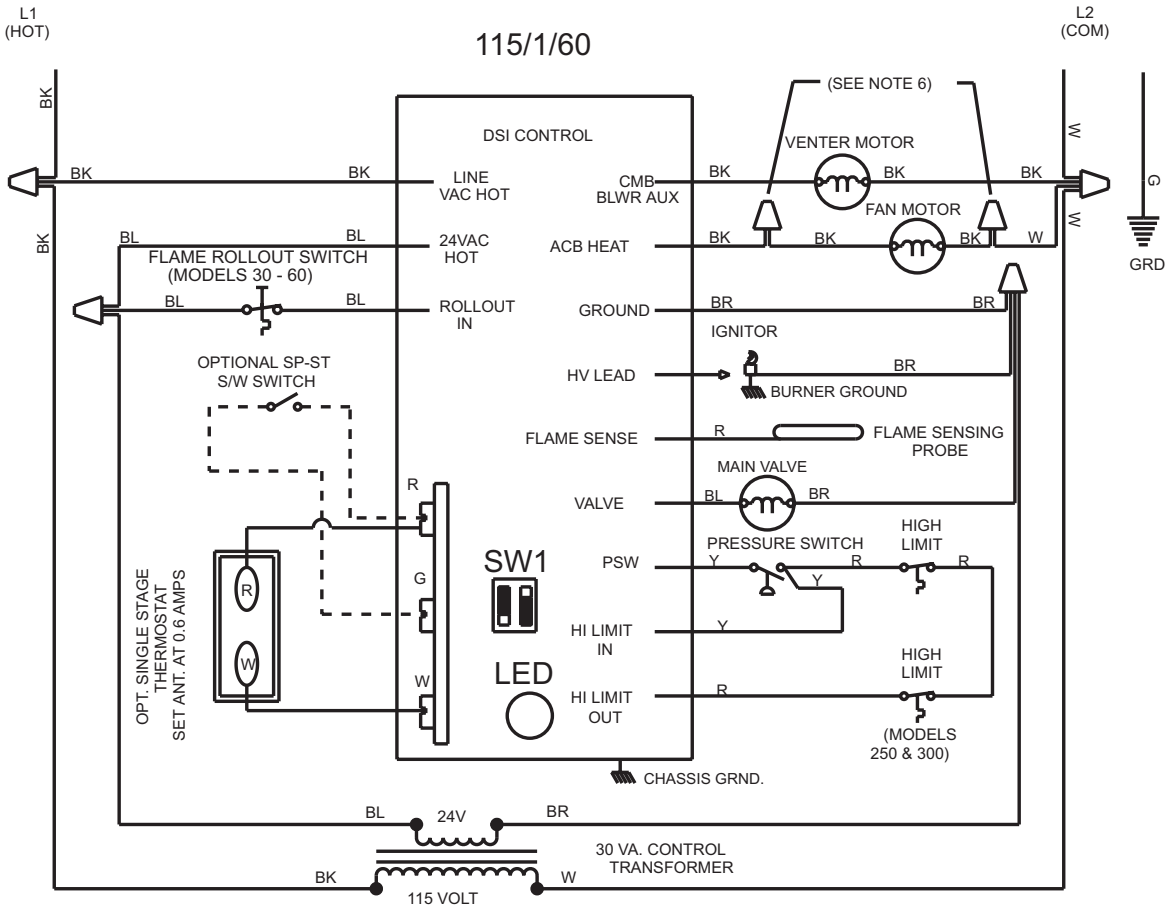 L1
(HOT)
L2
(COM)
115/1/60
(SEE NOTE 6)
BK
W
DSI CONTROL
VENTER MOTOR
BK
BK
LINE
VAC HOT
CMB
BLWR AUX
BK
BK
BK
G
W
FAN MOTOR
BK
BL
BL
24VAC
HOT
ACB HEAT
BK
BK
BK
W
GRD
FLAME ROLLOUT SWITCH
(MODELS 30 - 60)
BL
BL
ROLLOUT
IN
GROUND
BR
BR
IGNITOR
OPTIONAL SP-ST
S/W SWITCH
HV LEAD
BR
BURNER GROUND
FLAME SENSE
R
FLAME SENSING
PROBE
MAIN VALVE
R
VALVE
BL
BR
HIGH
LIMIT
PRESSURE SWITCH
SW1
PSW
Y
R
R
G
Y
R
HI LIMIT
IN
Y
OPT. SINGLE STAGE
THERMOSTAT
SET ANT. AT 0.6 AMPS
W
HIGH
LIMIT
LED
W
HI LIMIT
OUT
R
(MODELS
250 & 300)
CHASSIS GRND.
BL
24V
BR
30 VA. CONTROL
TRANSFORMER
BK
W
115 VOLT